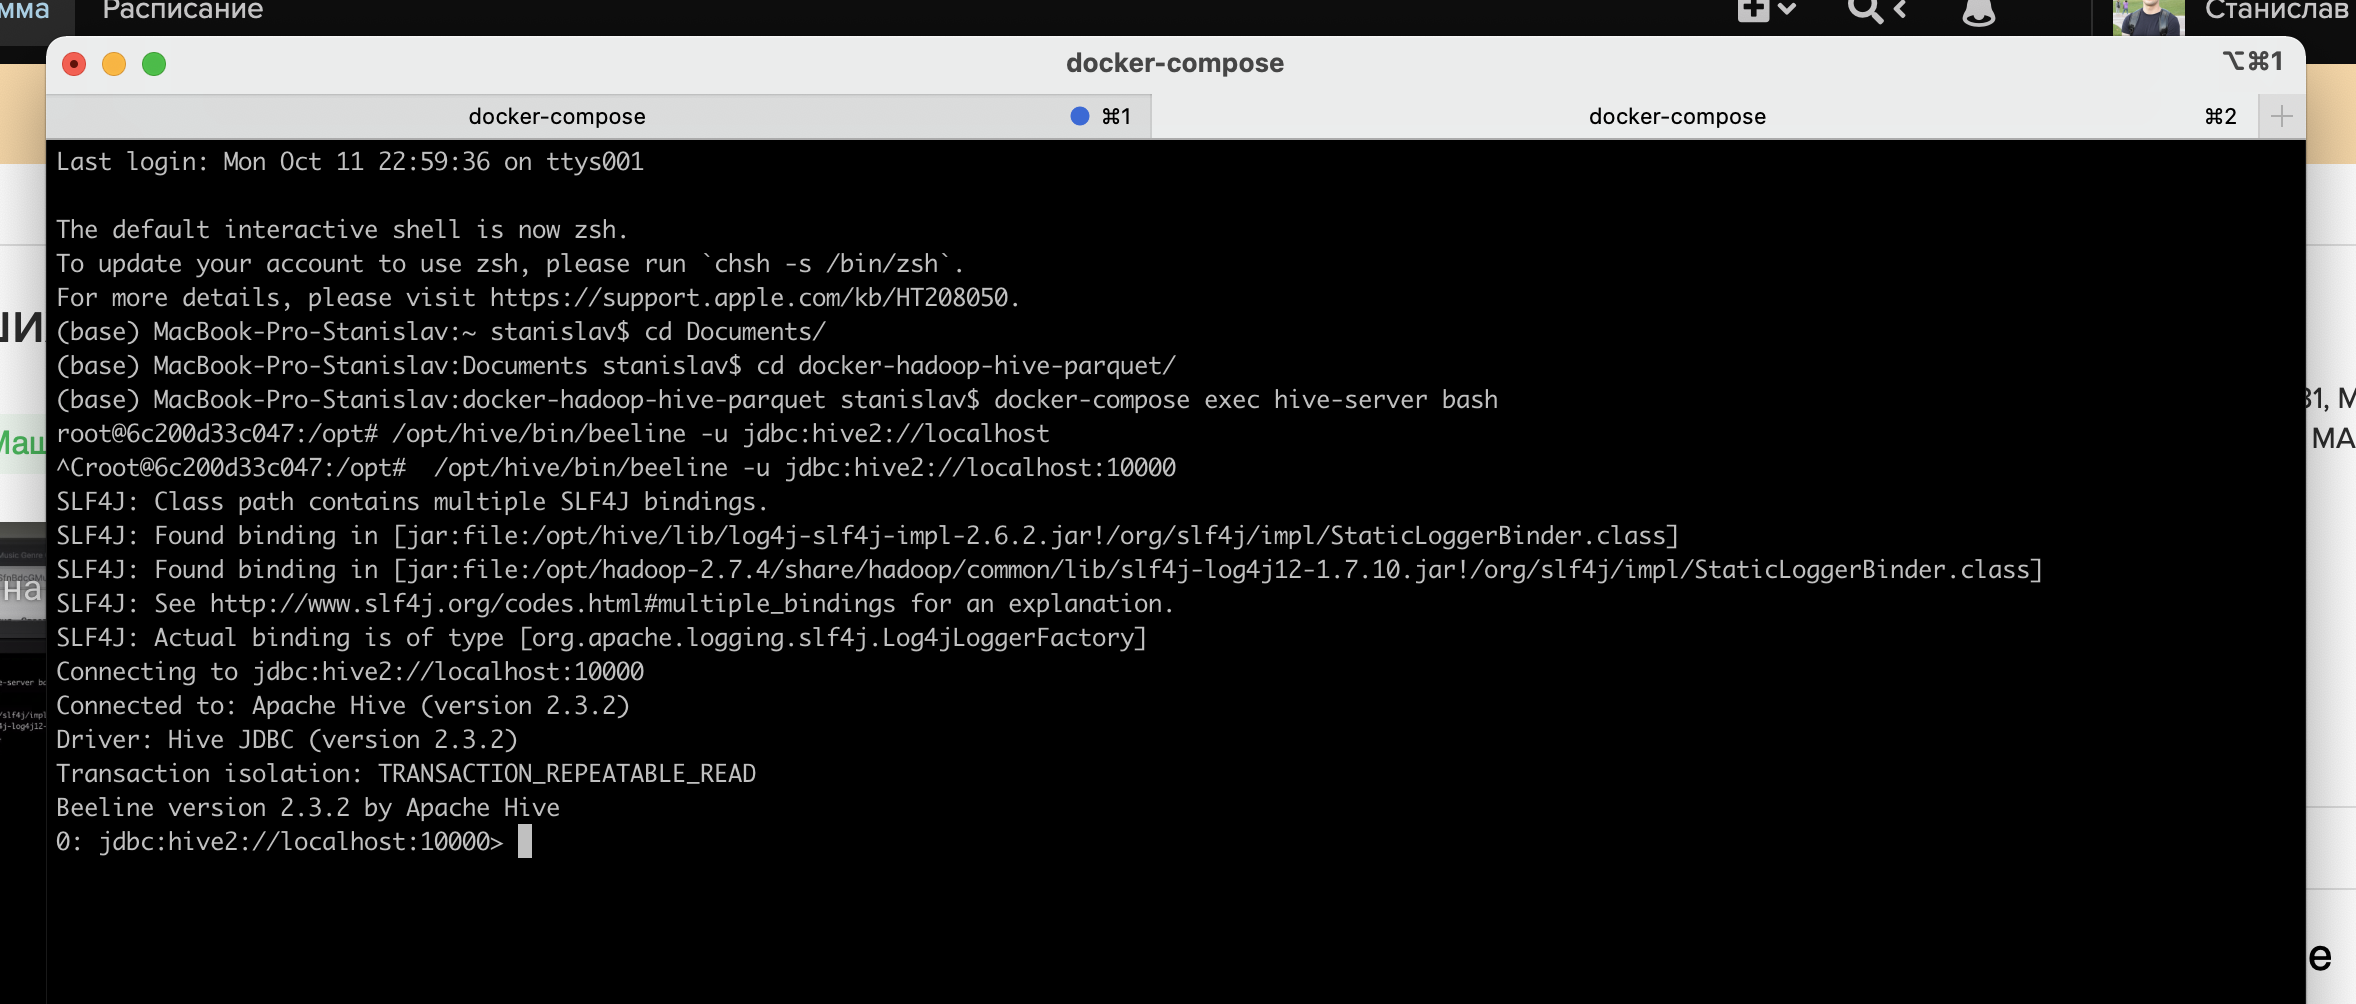 Расписание
Станислав
docker-compose
⌥⌘1
docker-compose ⌘1
docker-compose ⌘2
Last login: Mon Oct 11 22:59:36 on ttys001
The default interactive shell is now zsh.
To update your account to use zsh, please run `chsh -s /bin/zsh`.
For more details, please visit https://support.apple.com/kb/HT208050.
(base) MacBook-Pro-Stanislav:~ stanislav$ cd Documents/
(base) MacBook-Pro-Stanislav:Documents stanislav$ cd docker-hadoop-hive-parquet/
(base) MacBook-Pro-Stanislav:docker-hadoop-hive-parquet stanislav$ docker-compose exec hive-server bash
root@6c200d33c047:/opt# /opt/hive/bin/beeline -u jdbc:hive2://localhost
^Croot@6c200d33c047:/opt#  /opt/hive/bin/beeline -u jdbc:hive2://localhost:10000
SLF4J: Class path contains multiple SLF4J bindings.
SLF4J: Found binding in [jar:file:/opt/hive/lib/log4j-slf4j-impl-2.6.2.jar!/org/slf4j/impl/StaticLoggerBinder.class]
SLF4J: Found binding in [jar:file:/opt/hadoop-2.7.4/share/hadoop/common/lib/slf4j-log4j12-1.7.10.jar!/org/slf4j/impl/StaticLoggerBinder.class]
SLF4J: See http://www.slf4j.org/codes.html#multiple_bindings for an explanation.
SLF4J: Actual binding is of type [org.apache.logging.slf4j.Log4jLoggerFactory]
Connecting to jdbc:hive2://localhost:10000
Connected to: Apache Hive (version 2.3.2)
Driver: Hive JDBC (version 2.3.2)
Transaction isolation: TRANSACTION_REPEATABLE_READ
Beeline version 2.3.2 by Apache Hive
0: jdbc:hive2://localhost:10000>